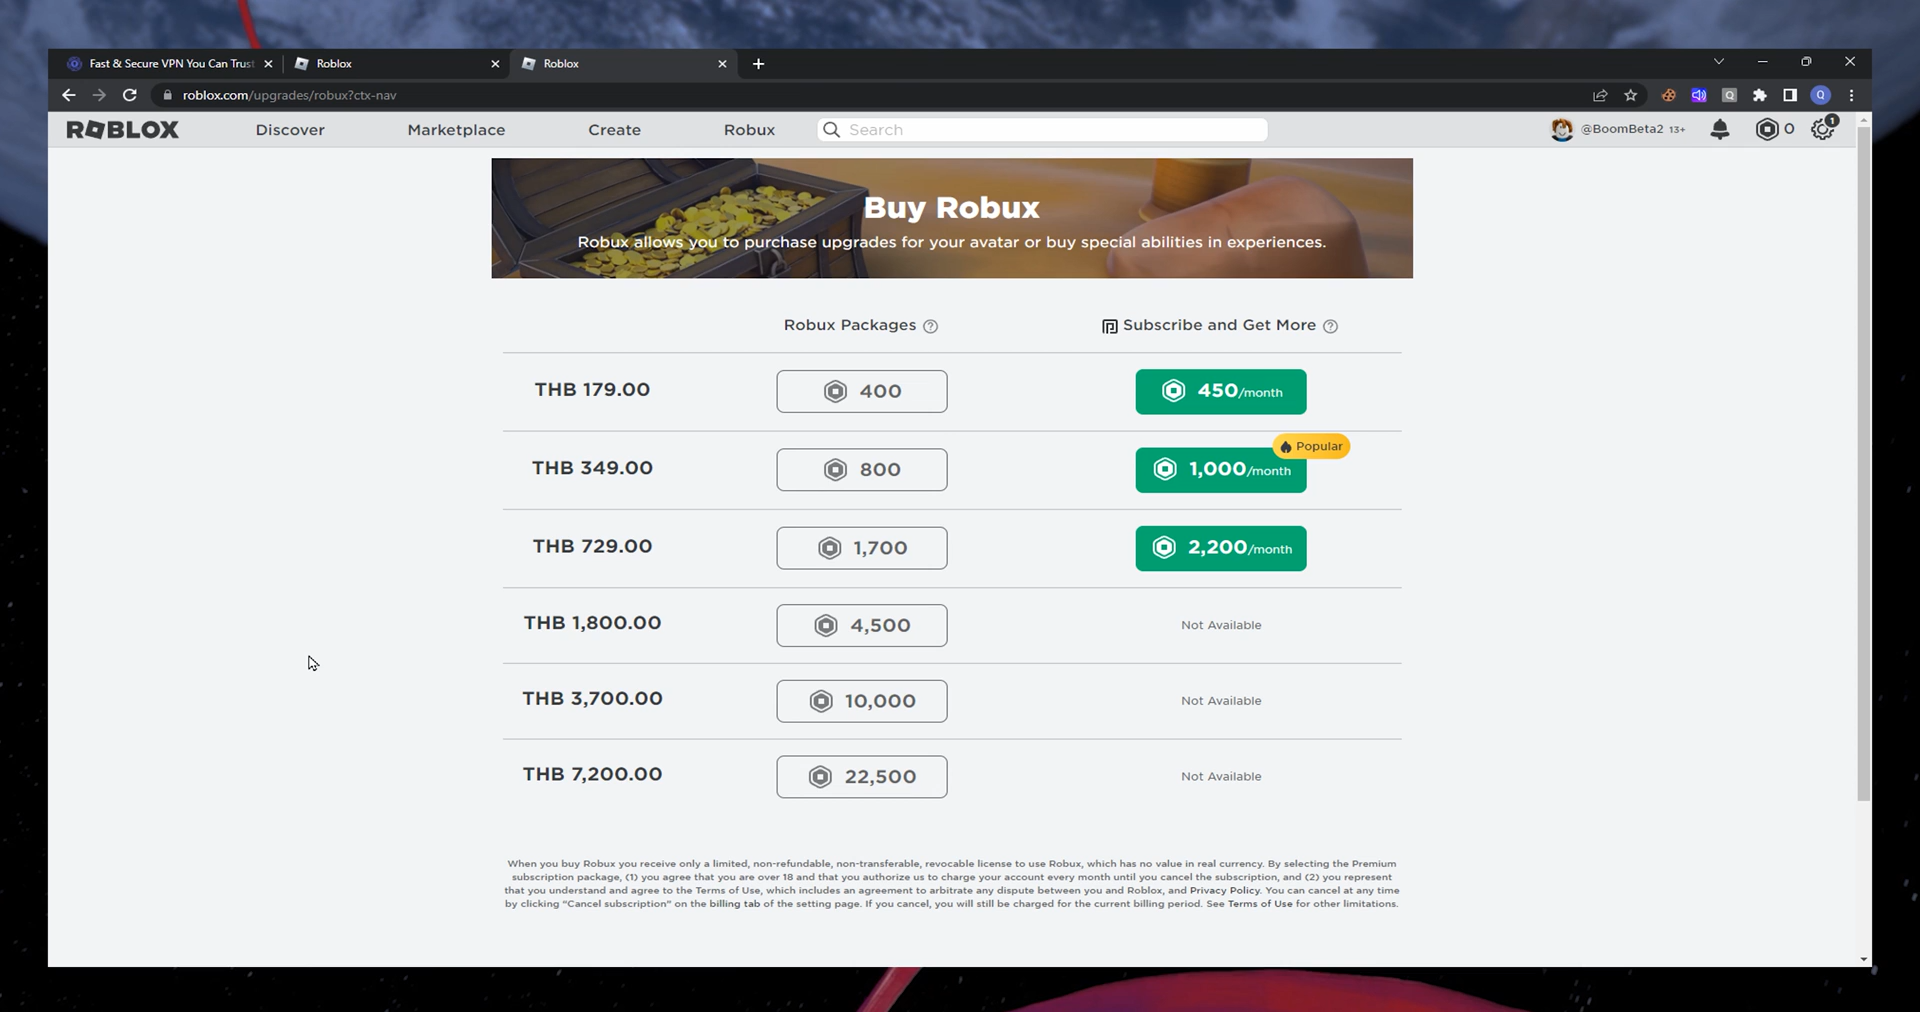 Fast & Secure VPN You Can Trust
Roblox
Roblox
roblox.com/upgrades/robux?ctx-nav
Q
Q
ROBLOX
Discover
Marketplace
Create
Robux
Search
@BoomBeta2 13+
0
1
Buy Robux
Robux allows you to purchase upgrades for your avatar or buy special abilities in experiences.
Robux Packages ?
Subscribe and Get More ?
THB 179.00
400
450/month
Popular
THB 349.00
800
1,000/month
THB 729.00
1,700
2,200/month
THB 1,800.00
4,500
Not Available
THB 3,700.00
10,000
Not Available
THB 7,200.00
22,500
Not Available
When you buy Robux you receive only a limited, non-refundable, non-transferable, revocable license to use Robux, which has no value in real currency. By selecting the Premium
subscription package, (1) you agree that you are over 18 and that you authorize us to charge your account every month until you cancel the subscription, and (2) you represent
that you understand and agree to the Terms of Use, which includes an agreement to arbitrate any dispute between you and Roblox, and Privacy Policy. You can cancel at any time
by clicking “Cancel subscription” on the billing tab of the setting page. If you cancel, you will still be charged for the current billing period. See Terms of Use for other limitations.